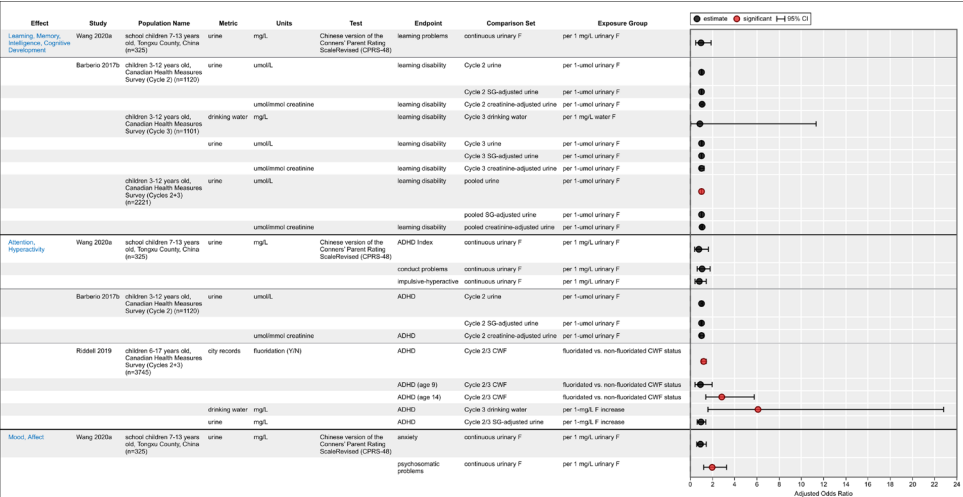 Effect Study Population Name Metric Units Test Endpoint Comparison Set Exposure Group
estimate significant 95% CI
Learning, Memory, Intelligence, Cognitive Development Wang 2020a school children 7-13 years old, Tongxu County, China (n=325) urine mg/L Chinese version of the Conners' Parent Rating ScaleRevised (CPRS-48) learning problems continuous urinary F per 1 mg/L urinary F
Barberio 2017b children 3-12 years old, Canadian Health Measures Survey (Cycle 2) (n=1120) urine umol/L learning disability Cycle 2 urine per 1-umol urinary F
Cycle 2 SG-adjusted urine per 1-umol urinary F
umol/mmol creatinine learning disability Cycle 2 creatinine-adjusted urine per 1-umol urinary F
children 3-12 years old, Canadian Health Measures Survey (Cycle 3) (n=1101) drinking water mg/L learning disability Cycle 3 drinking water per 1 mg/L water F
urine umol/L learning disability Cycle 3 urine per 1-umol urinary F
Cycle 3 SG-adjusted urine per 1-umol urinary F
umol/mmol creatinine learning disability Cycle 3 creatinine-adjusted urine per 1-umol urinary F
children 3-12 years old, Canadian Health Measures Survey (Cycles 2+3) (n=2221) urine umol/L learning disability pooled urine per 1-umol urinary F
pooled SG-adjusted urine per 1-umol urinary F
umol/mmol creatinine learning disability pooled creatinine-adjusted urine per 1-umol urinary F
Attention, Hyperactivity Wang 2020a school children 7-13 years old, Tongxu County, China (n=325) urine mg/L Chinese version of the Conners' Parent Rating ScaleRevised (CPRS-48) ADHD Index continuous urinary F per 1 mg/L urinary F
conduct problems continuous urinary F per 1 mg/L urinary F
impulsive-hyperactive continuous urinary F per 1 mg/L urinary F
Barberio 2017b children 3-12 years old, Canadian Health Measures Survey (Cycle 2) (n=1120) urine umol/L ADHD Cycle 2 urine per 1-umol urinary F
Cycle 2 SG-adjusted urine per 1-umol urinary F
umol/mmol creatinine ADHD Cycle 2 creatinine-adjusted urine per 1-umol urinary F
Riddell 2019 children 6-17 years old, Canadian Health Measures Survey (Cycles 2+3) (n=3745) city records fluoridation (Y/N) ADHD Cycle 2/3 CWF fluoridated vs. non-fluoridated CWF status
ADHD (age 9) Cycle 2/3 CWF fluoridated vs. non-fluoridated CWF status
ADHD (age 14) Cycle 2/3 CWF fluoridated vs. non-fluoridated CWF status
drinking water mg/L ADHD Cycle 3 drinking water per 1-mg/L F increase
urine mg/L ADHD Cycle 2/3 SG-adjusted urine per 1-mg/L F increase
Mood, Affect Wang 2020a school children 7-13 years old, Tongxu County, China (n=325) urine mg/L Chinese version of the Conners' Parent Rating ScaleRevised (CPRS-48) anxiety continuous urinary F per 1 mg/L urinary F
psychosomatic problems continuous urinary F per 1 mg/L urinary F
0 2 4 6 8 10 12 14 16 18 20 22 24
Adjusted Odds Ratio